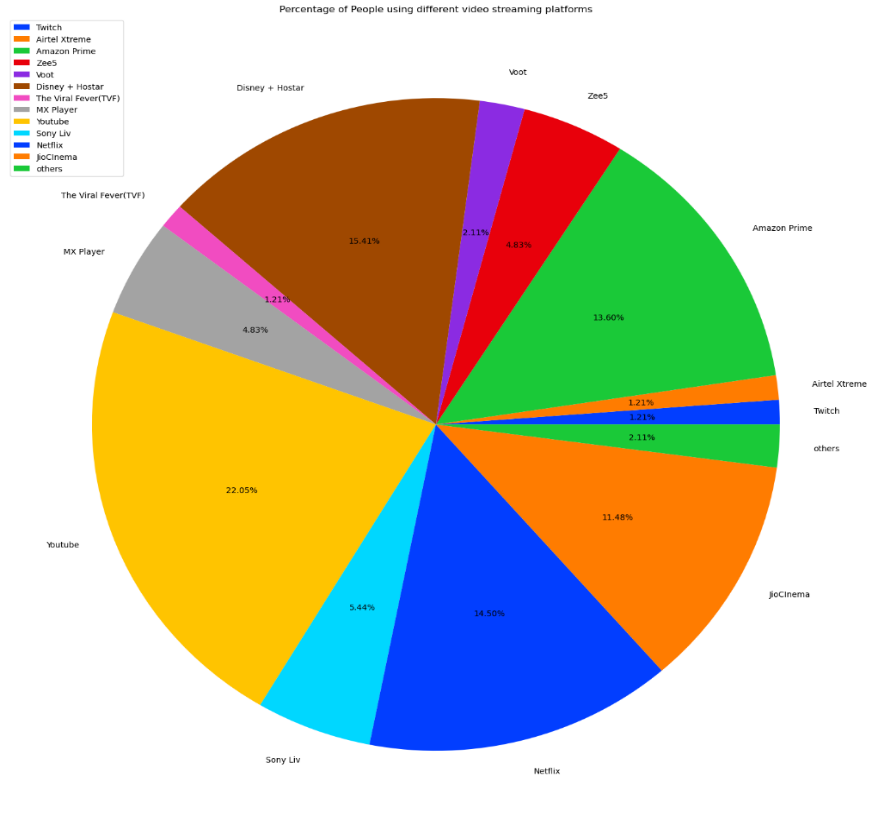 Percentage of People using different video streaming platforms
Twitch
Airtel Xtreme
Amazon Prime
Zee5
Voot
Disney + Hostar
The Viral Fever(TVF)
MX Player
Youtube
Sony Liv
Netflix
JioCInema
others
Voot
Disney + Hostar
Zee5
The Viral Fever(TVF)
Amazon Prime
2.11%
15.41%
4.83%
MX Player
1.21%
13.60%
4.83%
Airtel Xtreme
1.21%
Twitch
1.21%
2.11%
others
22.05%
11.48%
Youtube
JioCInema
5.44%
14.50%
Sony Liv
Netflix